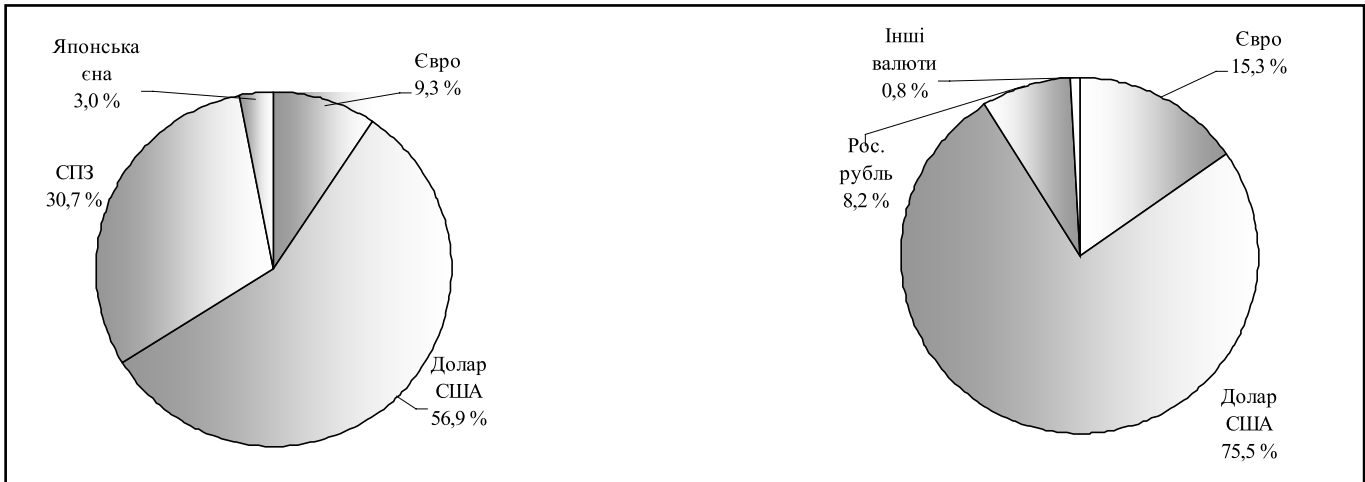 Японська
єна
3,0 %
Євро
9,3 %
СПЗ
30,7 %
Долар
США
56,9 %
Інші
валюти
0,8 %
Євро
15,3 %
Рос.
рубль
8,2 %
Долар
США
75,5 %